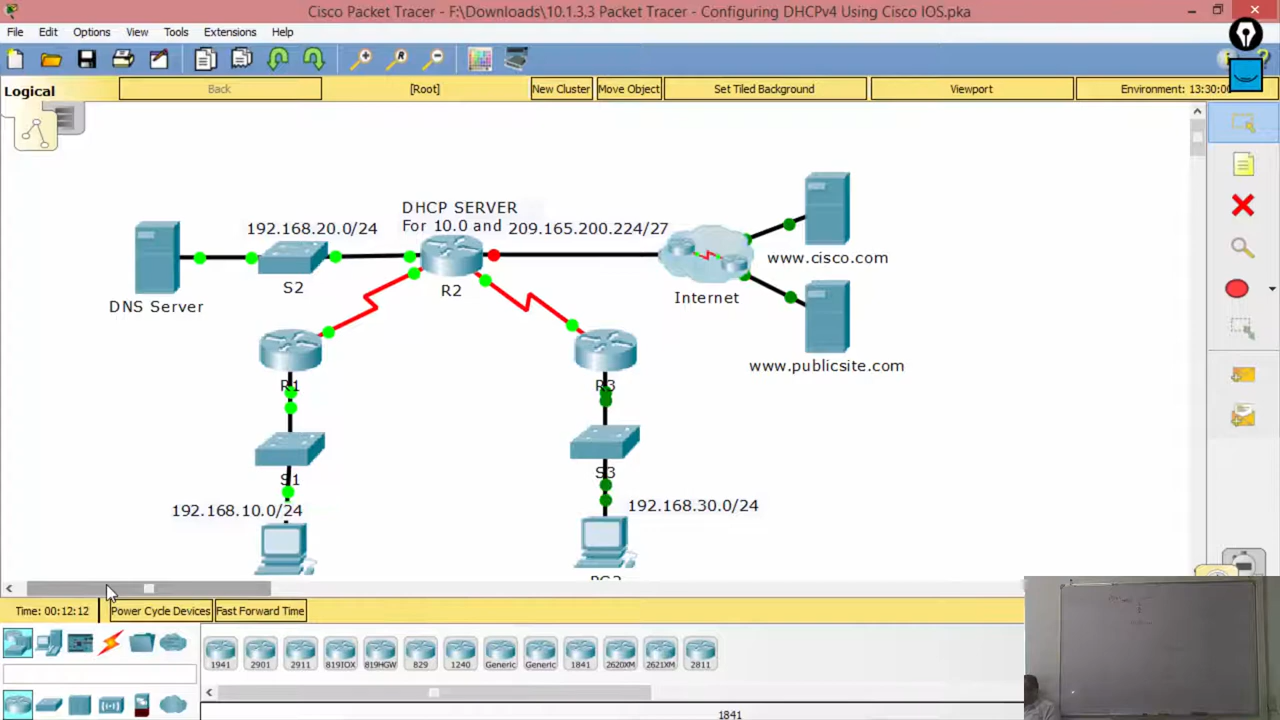 Cisco Packet Tracer - F:\Downloads\10.1.3.3 Packet Tracer - Configuring DHCPv4 Using Cisco IOS.pka
File Edit Options View Tools Extensions Help
Logical Back [Root] New Cluster Move Object Set Tiled Background Viewport Environment: 13:30:00
DHCP SERVER
For 10.0 and
192.168.20.0/24
209.165.200.224/27
S2
R2
DNS Server
Internet
www.cisco.com
www.publicsite.com
R1
R3
S1
S3
192.168.10.0/24
192.168.30.0/24
Time: 00:12:12 Power Cycle Devices Fast Forward Time
1941 2901 2911 819IOX 819HGW 829 1240 Generic Generic 1841 2620XM 2621XM 2811
1841